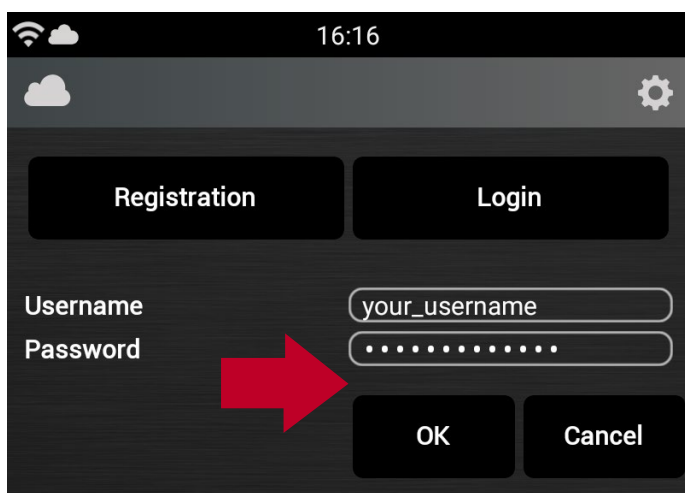 16:16
Registration Login
Username your_username
Password •••••••••••••
OK Cancel